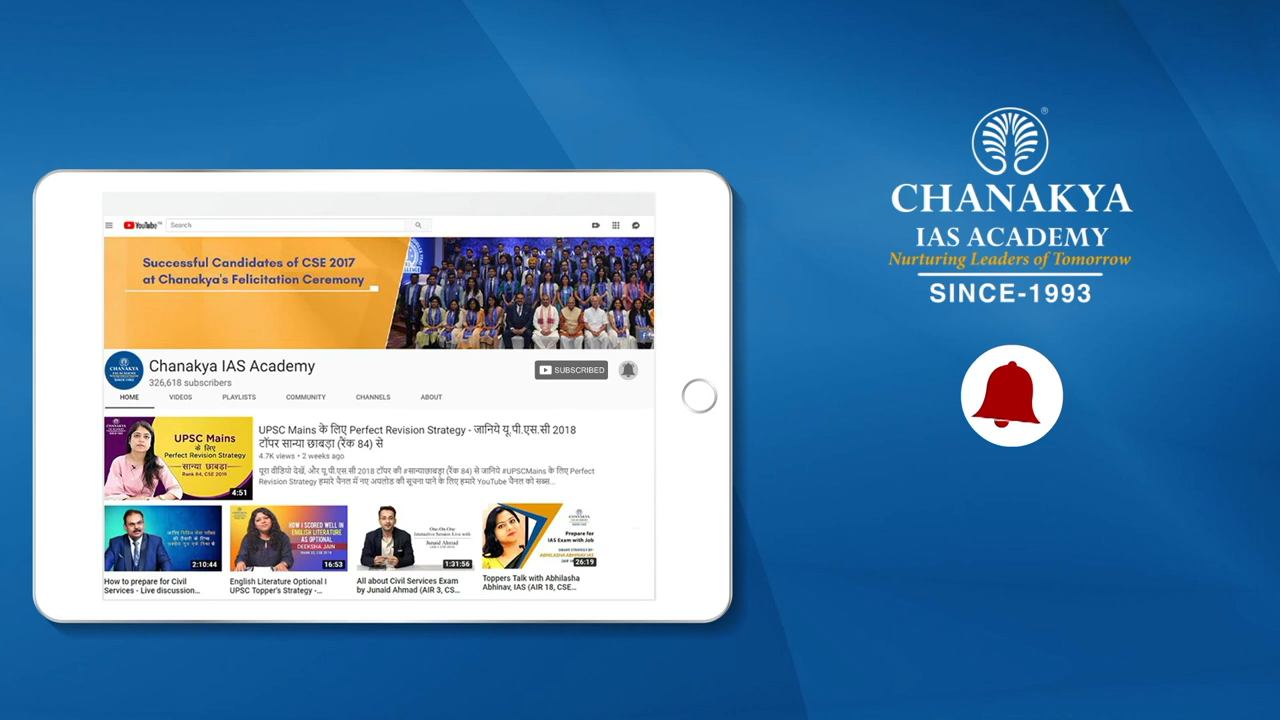 YouTube IN
Search
Successful Candidates of CSE 2017
at Chanakya's Felicitation Ceremony
Chanakya IAS Academy
326,618 subscribers
SUBSCRIBED
HOME VIDEOS PLAYLISTS COMMUNITY CHANNELS ABOUT
CHANAKYA
SINCE-1993
UPSC Mains
के लिए
Perfect Revision Strategy
सान्या छाबड़ा
Rank 84, CSE 2018
4:51
UPSC Mains के लिए Perfect Revision Strategy - जानिये यू.पी.एस.सी 2018
टॉपर सान्या छाबड़ा (रैंक 84) से
4.7K views • 2 weeks ago
पूरा वीडियो देखें, और यू.पी.एस.सी 2018 टॉपर की #सान्याछाबड़ा (रैंक 84) से जानिये #UPSCMains के लिए Perfect
Revision Strategy हमारे चैनल में नए अपलोड की सूचना पाने के लिए हमारे YouTube चैनल को सब्स...
2:10:44
How to prepare for Civil
Services - Live discussion...
HOW I SCORED WELL IN
ENGLISH LITERATURE
AS OPTIONAL
DEEKSHA JAIN
16:53
English Literature Optional I
UPSC Topper's Strategy -...
One-On-One
Interactive Session Live with
Junaid Ahmad
1:31:56
All about Civil Services Exam
by Junaid Ahmad (AIR 3, CS...
Prepare for
IAS Exam with Job
SMART STRATEGY BY
ABHILASHA ABHINAV IAS
26:19
Toppers Talk with Abhilasha
Abhinav, IAS (AIR 18, CSE...
CHANAKYA
IAS ACADEMY
Nurturing Leaders of Tomorrow
SINCE-1993